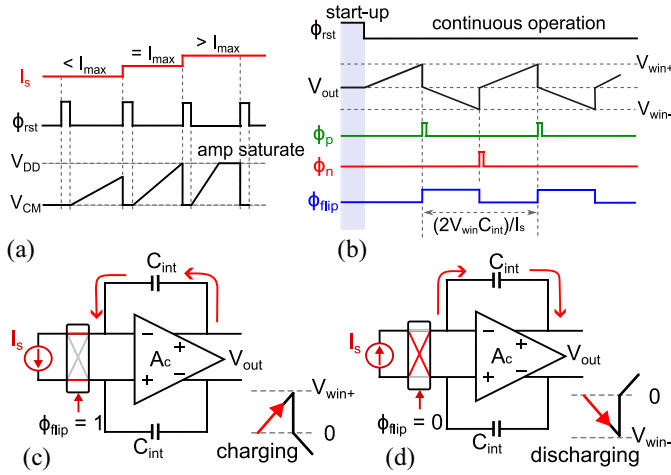 (a)
< Imax
= Imax
> Imax
Is
ϕrst
VDD
amp saturate
VCM
(b)
start-up
continuous operation
ϕrst
Vout
Vwin+
Vwin-
ϕp
ϕn
ϕflip
(2VwinCint)/Is
(c)
Cint
Is
Ac
Vout
ϕflip = 1
Cint
Vwin+
0
charging
(d)
Cint
Is
Ac
Vout
ϕflip = 0
Cint
0
Vwin-
discharging